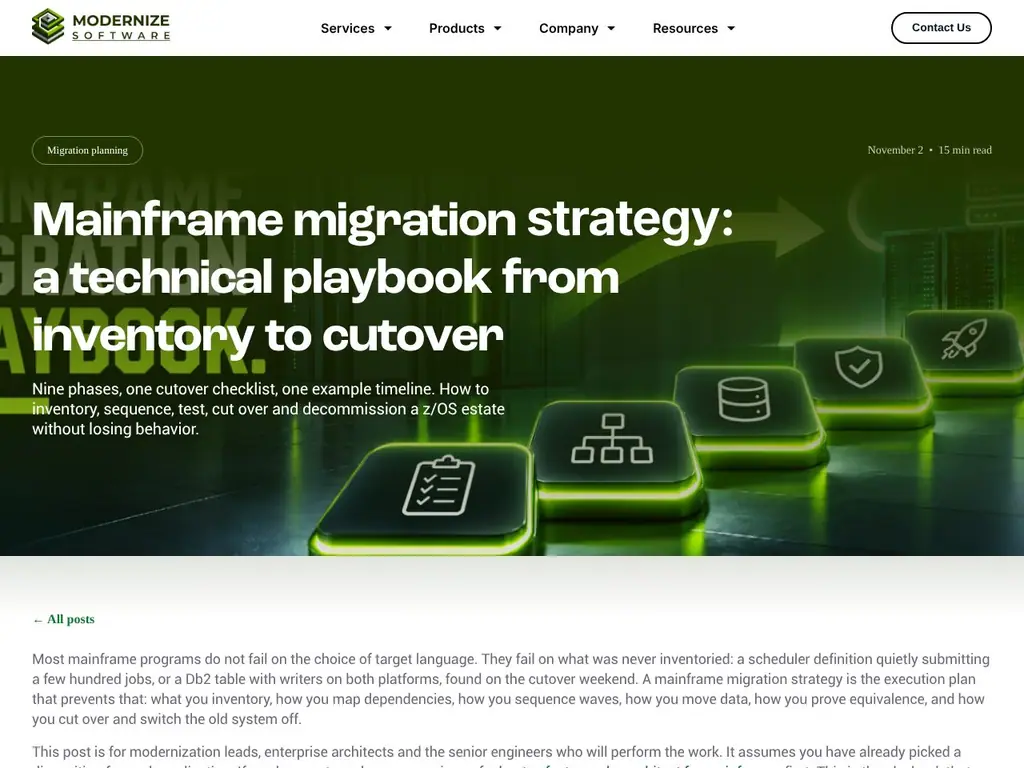 MODERNIZE
SOFTWARE
Services
Products
Company
Resources
Contact Us
Migration planning
November 2 • 15 min read
MAINFRAME
MIGRATION
PLAYBOOK.
Mainframe migration strategy:
a technical playbook from
inventory to cutover
Nine phases, one cutover checklist, one example timeline. How to
inventory, sequence, test, cut over and decommission a z/OS estate
without losing behavior.
← All posts
Most mainframe programs do not fail on the choice of target language. They fail on what was never inventoried: a scheduler definition quietly submitting
a few hundred jobs, or a Db2 table with writers on both platforms, found on the cutover weekend. A mainframe migration strategy is the execution plan
that prevents that: what you inventory, how you map dependencies, how you sequence waves, how you move data, how you prove equivalence, and how
you cut over and switch the old system off.
This post is for modernization leads, enterprise architects and the senior engineers who will perform the work. It assumes you have already picked a